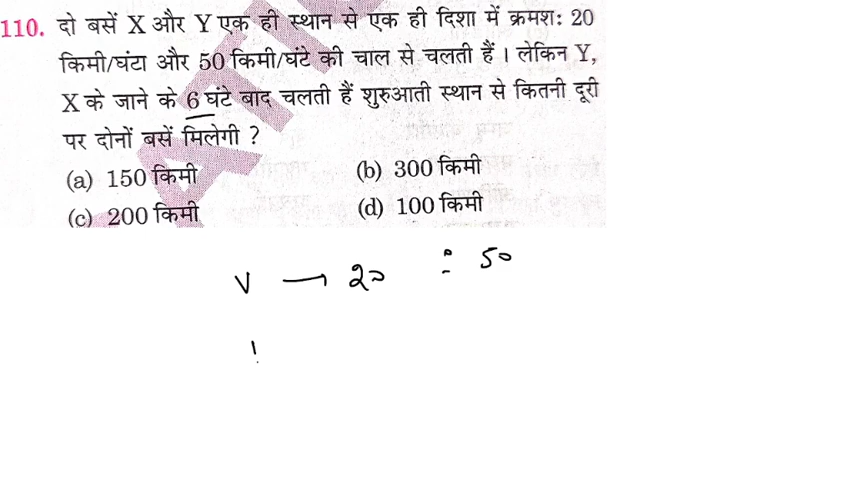 110. दो बसें X और Y एक ही स्थान से एक ही दिशा में क्रमश: 20
किमी/घंटा और 50 किमी/घंटे की चाल से चलती हैं । लेकिन Y,
X के जाने के 6 घंटे बाद चलती हैं शुरुआती स्थान से कितनी दूरी
पर दोनों बसें मिलेगी ?
(a) 150 किमी (b) 300 किमी
(c) 200 किमी (d) 100 किमी
V → 20 : 50